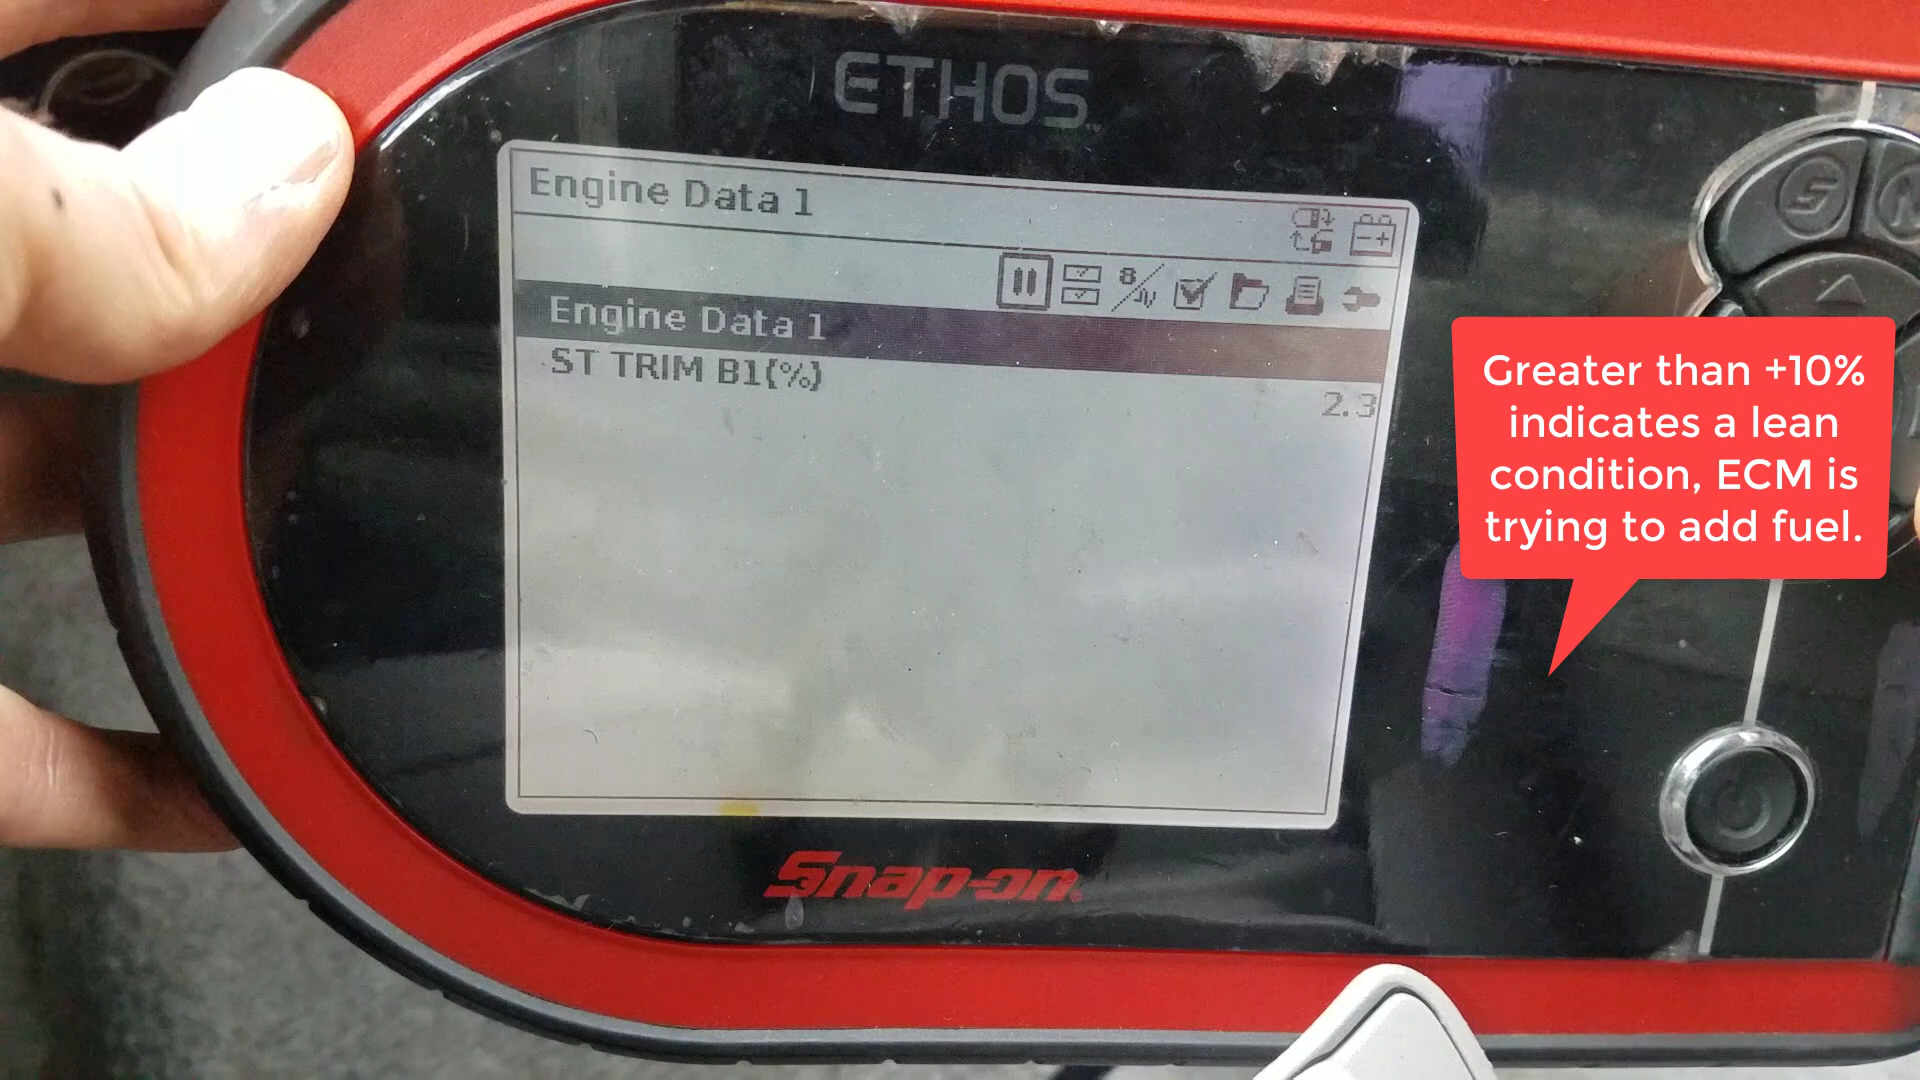 ETHOS
Engine Data 1
Engine Data 1
ST TRIM B1(%)
2.3
Greater than +10%
indicates a lean
condition, ECM is
trying to add fuel.
S
N
Snap-on